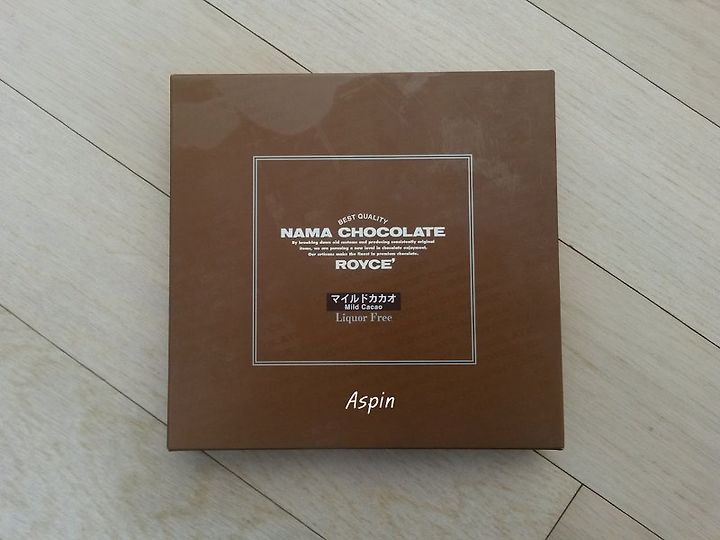 BEST QUALITY
NAMA CHOCOLATE
By breaking down old customs and producing consistently original
items, we are pursuing a new level in chocolate enjoyment.
Our artisans make the finest in premium chocolate.
ROYCE'
マイルドカカオ
Mild Cacao
Liquor Free
Aspin